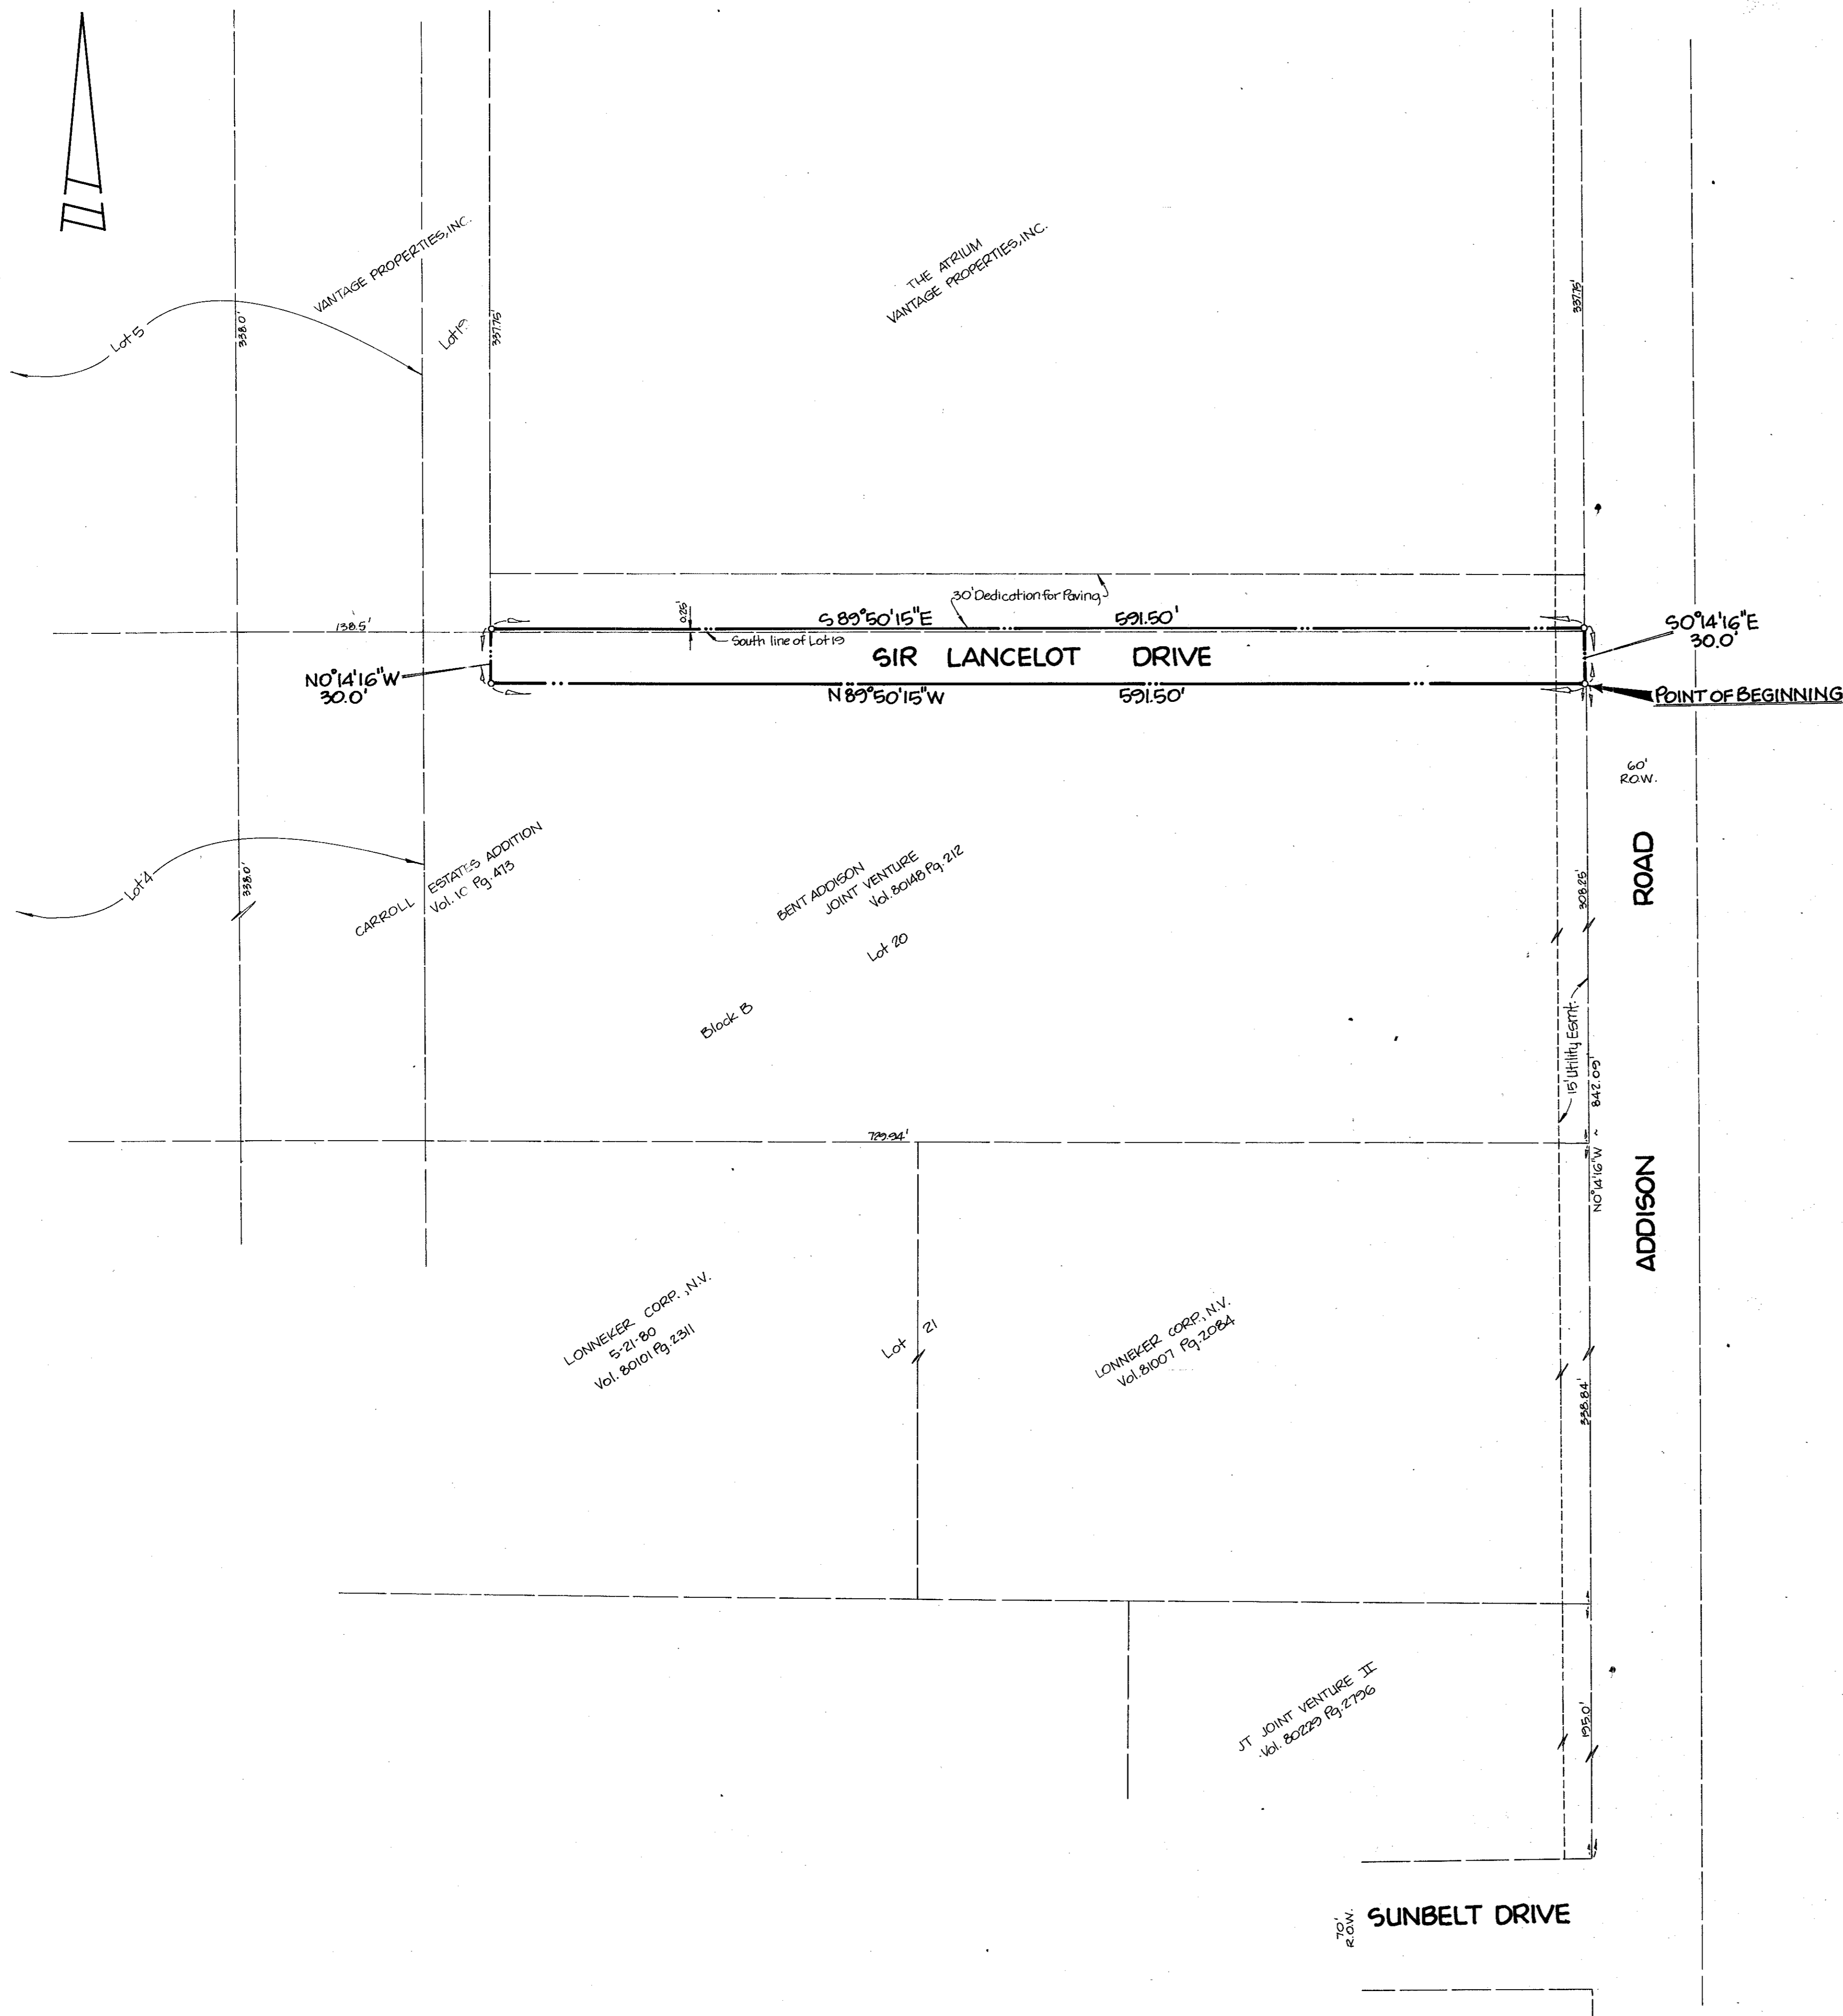 VANTAGE PROPERTIES, INC.
THE ATRIUM
VANTAGE PROPERTIES, INC.
Lot 5
338.0'
Lot 19
337.75'
337.75'
30' Dedication for Paving
138.5'
0.25'
S 89°50'15"E 591.50'
South line of Lot 19
S0°14'16"E
30.0'
SIR LANCELOT DRIVE
N0°14'16"W
30.0'
N 89°50'15"W 591.50'
POINT OF BEGINNING
60'
R.O.W.
Lot 4
338.0'
CARROLL ESTATES ADDITION
Vol. 10 Pg. 473
BENT ADDISON
JOINT VENTURE
Vol. 80148 Pg. 212
Lot 20
Block B
308.25'
15' Utility Esmt.
N0°14'16"W ~ 842.09'
ADDISON ROAD
729.94'
LONNEKER CORP., N.V.
5-21-80
Vol. 80101 Pg. 2311
Lot 21
LONNEKER CORP., N.V.
Vol. 81007 Pg. 2084
338.84'
JT JOINT VENTURE II
Vol. 80229 Pg. 2796
195.0'
70'
R.O.W.
SUNBELT DRIVE